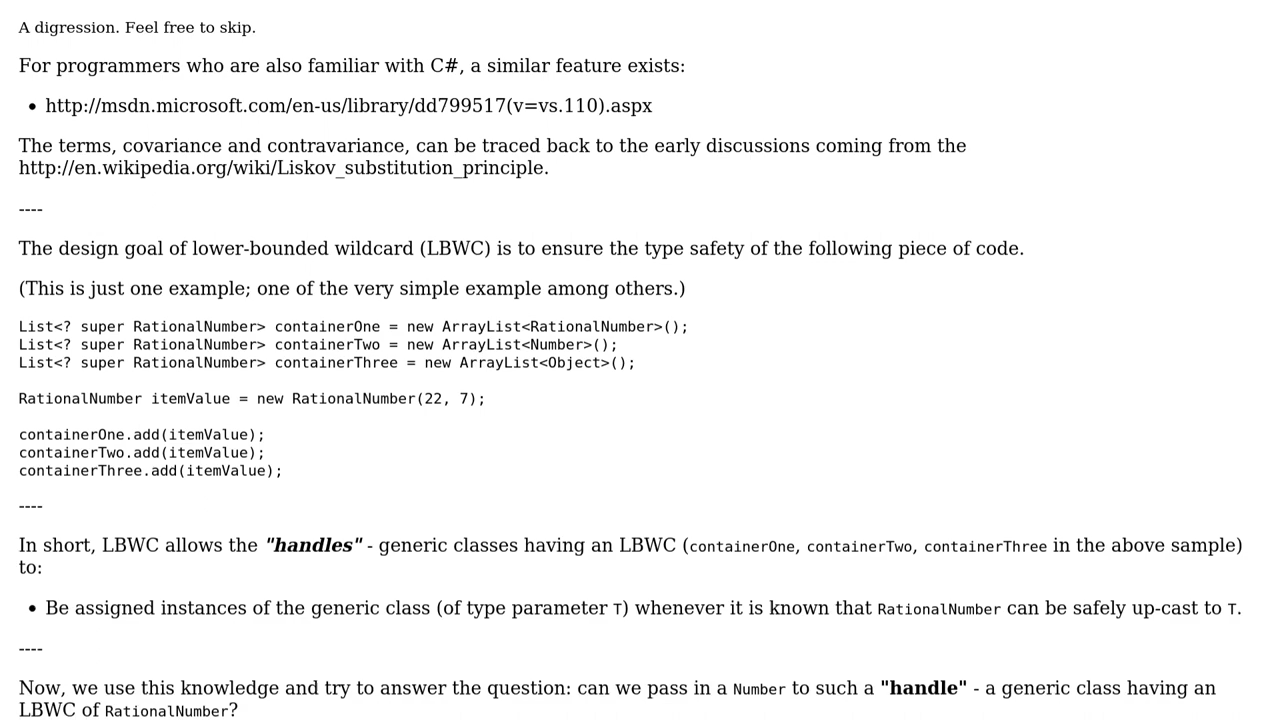 A digression. Feel free to skip.
For programmers who are also familiar with C#, a similar feature exists:
• http://msdn.microsoft.com/en-us/library/dd799517(v=vs.110).aspx
The terms, covariance and contravariance, can be traced back to the early discussions coming from the
http://en.wikipedia.org/wiki/Liskov_substitution_principle.
----
The design goal of lower-bounded wildcard (LBWC) is to ensure the type safety of the following piece of code.
(This is just one example; one of the very simple example among others.)
List<? super RationalNumber> containerOne = new ArrayList<RationalNumber>();
List<? super RationalNumber> containerTwo = new ArrayList<Number>();
List<? super RationalNumber> containerThree = new ArrayList<Object>();
RationalNumber itemValue = new RationalNumber(22, 7);
containerOne.add(itemValue);
containerTwo.add(itemValue);
containerThree.add(itemValue);
----
In short, LBWC allows the "handles" - generic classes having an LBWC (containerOne, containerTwo, containerThree in the above sample)
to:
• Be assigned instances of the generic class (of type parameter T) whenever it is known that RationalNumber can be safely up-cast to T.
----
Now, we use this knowledge and try to answer the question: can we pass in a Number to such a "handle" - a generic class having an
LBWC of RationalNumber?